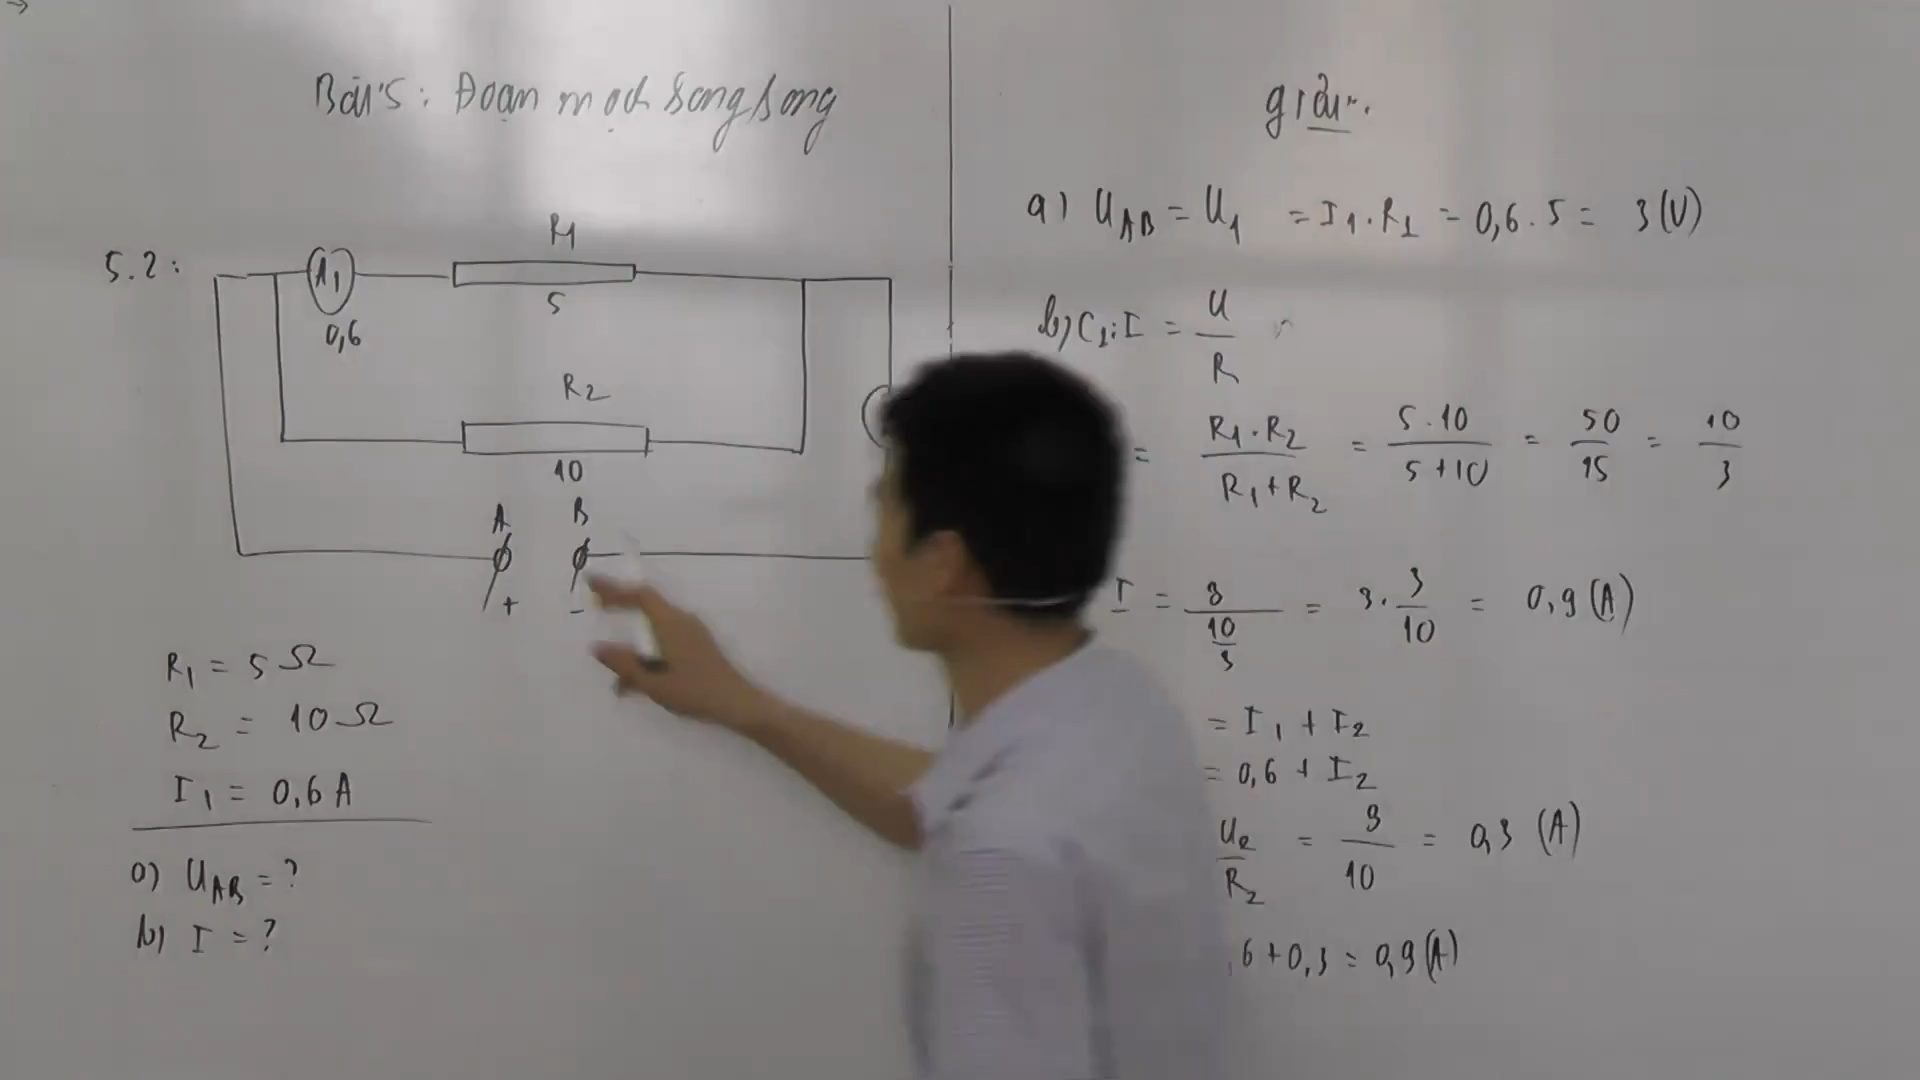 Bài 5: Đoạn mạch song song
5.2:
A1
0,6
R1
5
R2
10
A
B
+
-
R1 = 5 Ω
R2 = 10 Ω
I1 = 0,6 A
a) UAB = ?
b) I = ?
giải
a) UAB = U1 = I1 . R1 = 0,6 . 5 = 3 (V)
b) C1: I = U / R
= R1 . R2 / R1 + R2 = 5 . 10 / 5 + 10 = 50 / 15 = 10 / 3
I = 3 / 10/3 = 3 . 3 / 10 = 0,9 (A)
= I1 + I2
= 0,6 + I2
U2 / R2 = 3 / 10 = 0,3 (A)
,6 + 0,3 = 0,9 (A)